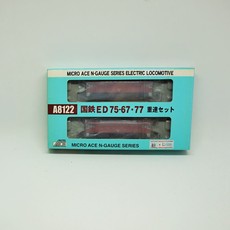 MICRO ACE N-GAUGE SERIES ELECTRIC LOCOMOTIVE
A8122 国鉄ED75-67・77 重連セット
MICRO ACE N-GAUGE SERIES